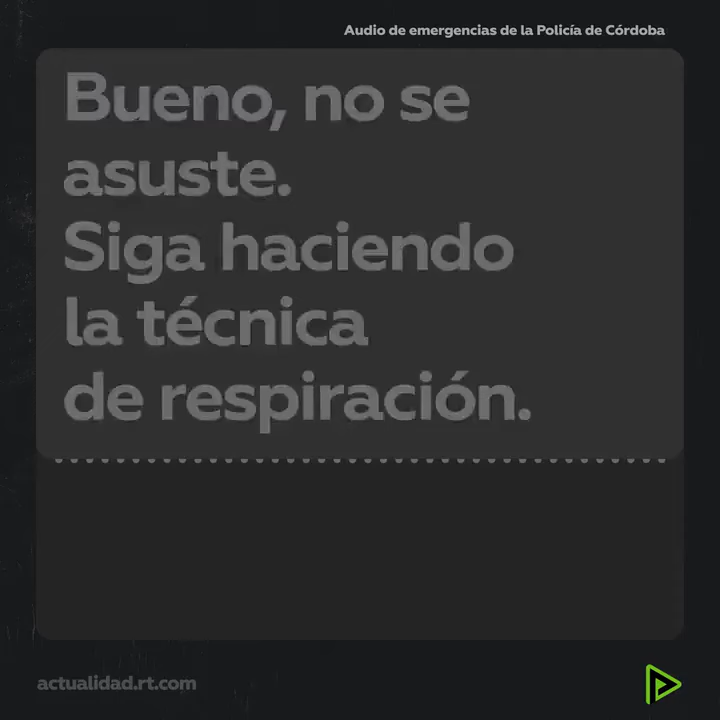 Audio de emergencias de la Policía de Córdoba
Bueno, no se
asuste.
Siga haciendo
la técnica
de respiración.
actualidad.rt.com